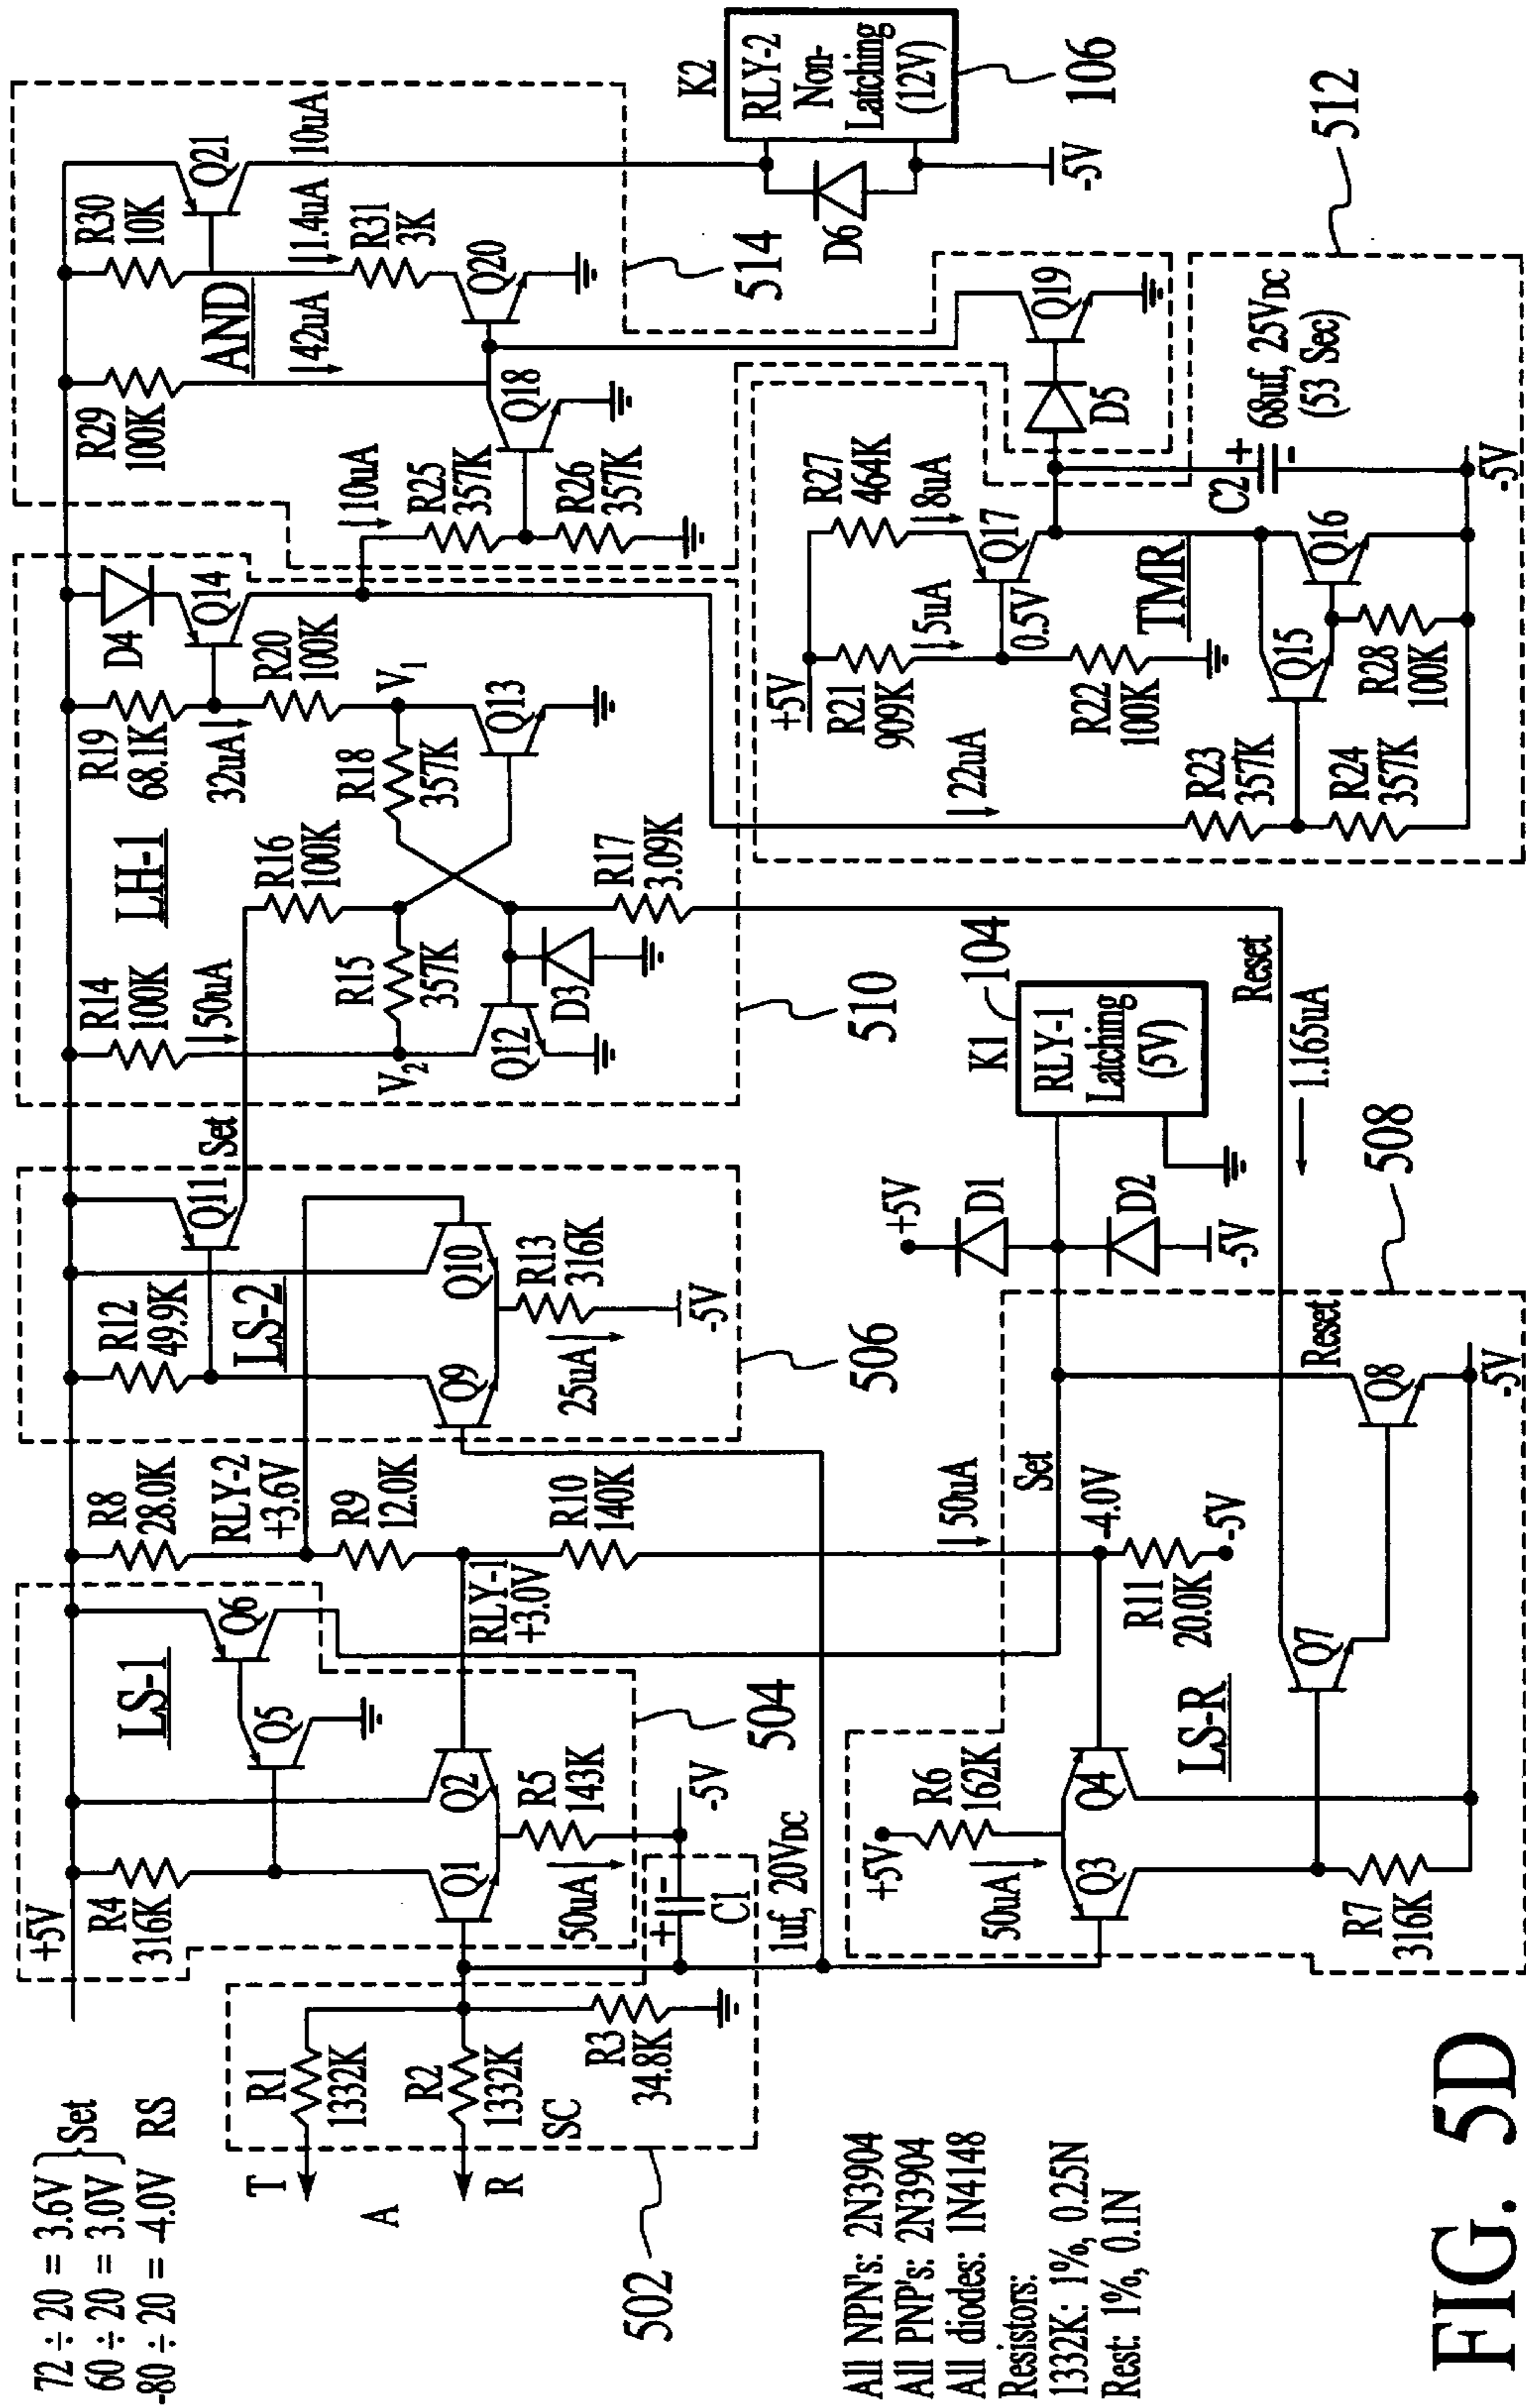 72 ÷ 20 = 3.6V
60 ÷ 20 = 3.0V
Set
-80 ÷ 20 = -4.0V RS
T
A
R
R1
1332K
R2
1332K
SC
R3
34.8K
502
+5V
R4
316K
LS-1
Q1
Q2
Q5
Q6
R5
143K
50uA
-5V
+
-
C1
1uf, 20VDC
504
R8
28.0K
RLY-2
+3.6V
R9
12.0K
RLY-1
+3.0V
R10
140K
50uA
-4.0V
R11
20.0K
-5V
R12
49.9K
LS-2
Q9
Q10
Q11
Set
R13
316K
25uA
-5V
506
R14
100K
50uA
LH-1
R16
100K
R15
357K
V2
Q12
D3
R17
3.09K
R18
357K
R19
68.1K
32uA
R20
100K
V1
Q13
D4
Q14
510
10uA
R25
357K
R26
357K
Q18
R29
100K
AND
42uA
R30
10K
1.4uA
R31
3K
Q20
Q21
10uA
514
K2
RLY-2
Non-
Latching
(12V)
106
D6
-5V
Q19
D5
+5V
R21
909K
5uA
0.5V
R22
100K
R27
464K
8uA
Q17
TMR
22uA
R23
357K
R24
357K
Q15
Q16
R28
100K
C2
+
-
68uf, 25VDC
(53 Sec)
-5V
512
+5V
R6
162K
50uA
Q3
Q4
LS-R
R7
316K
Q7
Q8
Reset
-5V
Set
+5V
D1
D2
-5V
K1
RLY-1
Latching
(5V)
104
Reset
1.165uA
508
All NPN's: 2N3904
All PNP's: 2N3904
All diodes: 1N4148
Resistors:
1332K: 1%, 0.25N
Rest: 1%, 0.1N
FIG. 5D